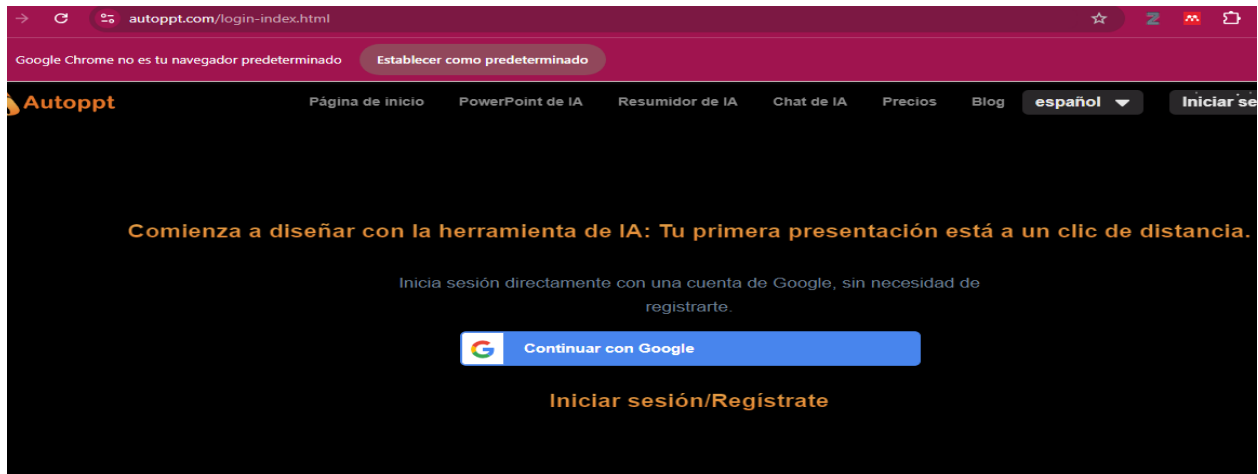 autoppt.com/login-index.html
Google Chrome no es tu navegador predeterminado Establecer como predeterminado
Autoppt Página de inicio PowerPoint de IA Resumidor de IA Chat de IA Precios Blog español Iniciar se
Comienza a diseñar con la herramienta de IA: Tu primera presentación está a un clic de distancia.
Inicia sesión directamente con una cuenta de Google, sin necesidad de
registrarte.
Continuar con Google
Iniciar sesión/Regístrate